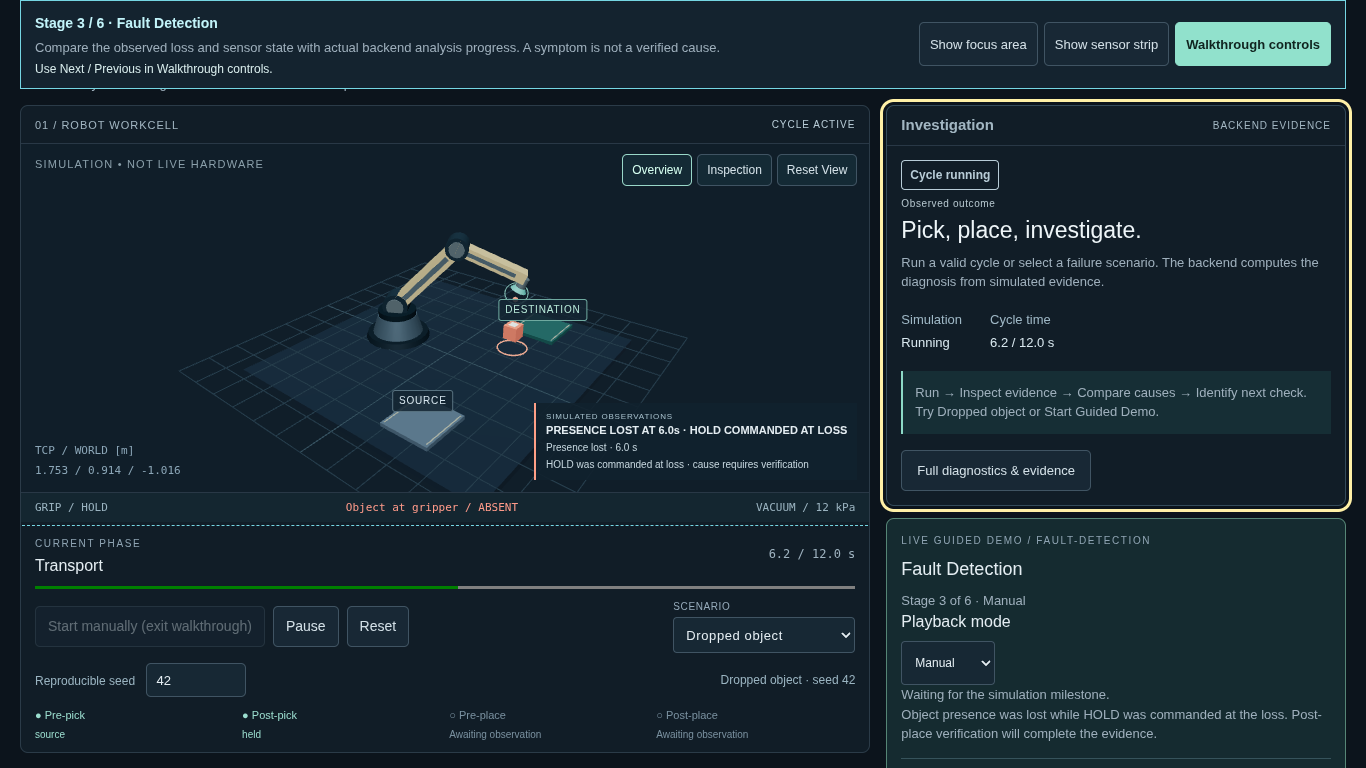 Stage 3 / 6 · Fault Detection
Compare the observed loss and sensor state with actual backend analysis progress. A symptom is not a verified cause.
Use Next / Previous in Walkthrough controls.
Show focus area
Show sensor strip
Walkthrough controls
01 / ROBOT WORKCELL
CYCLE ACTIVE
SIMULATION • NOT LIVE HARDWARE
Overview
Inspection
Reset View
DESTINATION
SOURCE
TCP / WORLD [m]
1.753 / 0.914 / -1.016
SIMULATED OBSERVATIONS
PRESENCE LOST AT 6.0s · HOLD COMMANDED AT LOSS
Presence lost · 6.0 s
HOLD was commanded at loss · cause requires verification
GRIP / HOLD
Object at gripper / ABSENT
VACUUM / 12 kPa
CURRENT PHASE
Transport
6.2 / 12.0 s
Start manually (exit walkthrough)
Pause
Reset
SCENARIO
Dropped object
Reproducible seed
42
Dropped object · seed 42
● Pre-pick
source
● Post-pick
held
○ Pre-place
Awaiting observation
○ Post-place
Awaiting observation
Investigation
BACKEND EVIDENCE
Cycle running
Observed outcome
Pick, place, investigate.
Run a valid cycle or select a failure scenario. The backend computes the
diagnosis from simulated evidence.
Simulation
Running
Cycle time
6.2 / 12.0 s
Run → Inspect evidence → Compare causes → Identify next check.
Try Dropped object or Start Guided Demo.
Full diagnostics & evidence
LIVE GUIDED DEMO / FAULT-DETECTION
Fault Detection
Stage 3 of 6 · Manual
Playback mode
Manual
Waiting for the simulation milestone.
Object presence was lost while HOLD was commanded at the loss. Post-
place verification will complete the evidence.